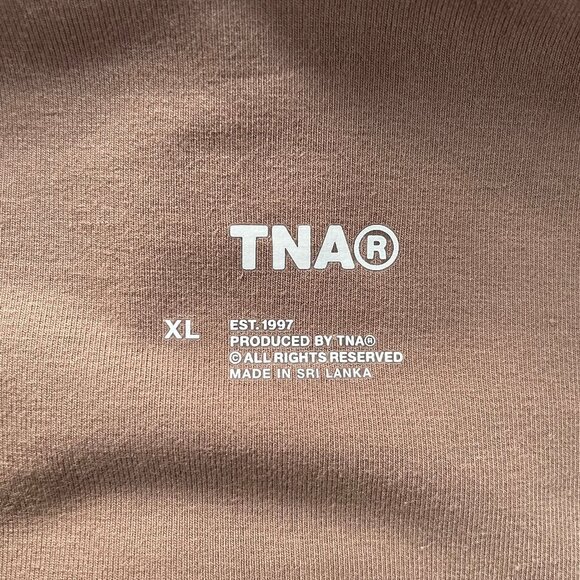 TNA®
XL
EST. 1997
PRODUCED BY TNA®
© ALL RIGHTS RESERVED
MADE IN SRI LANKA